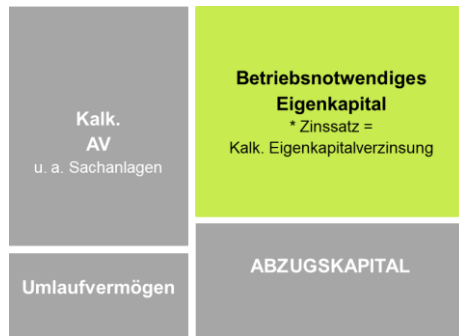 Kalk.
AV
u. a. Sachanlagen
Umlaufvermögen
Betriebsnotwendiges
Eigenkapital
* Zinssatz =
Kalk. Eigenkapitalverzinsung
ABZUGSKAPITAL